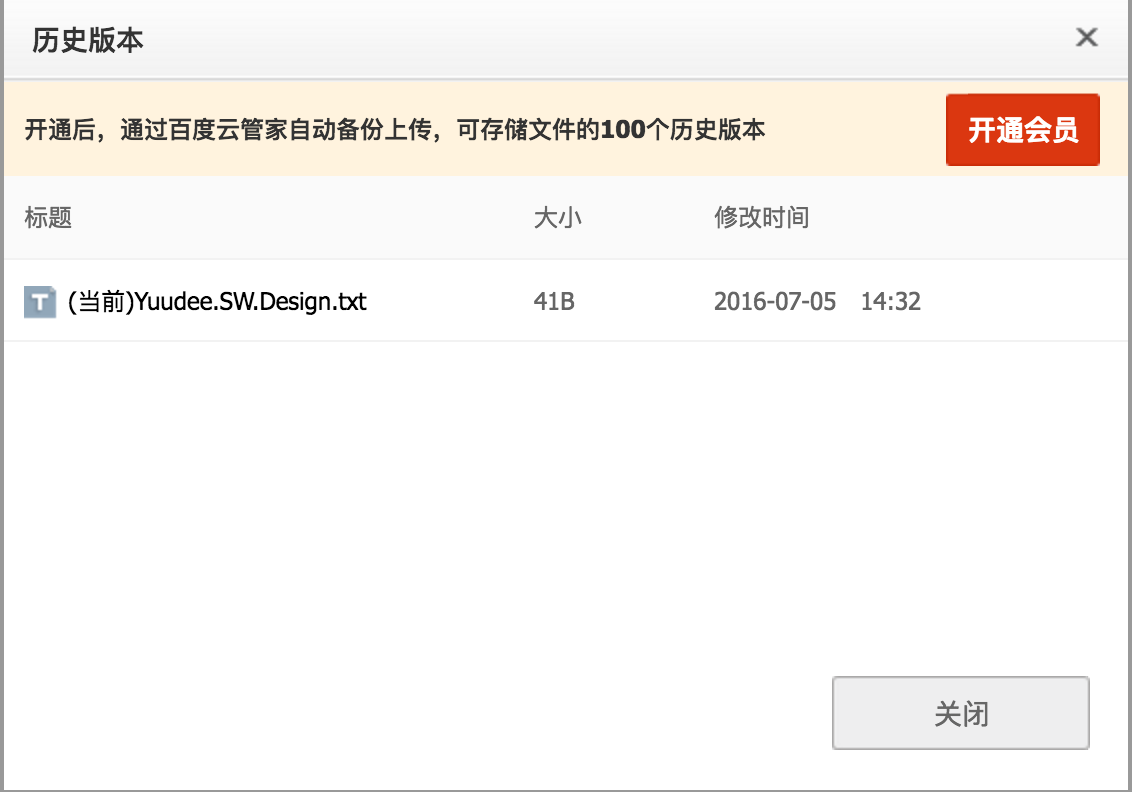 历史版本
开通后，通过百度云管家自动备份上传，可存储文件的100个历史版本
开通会员
标题 大小 修改时间
T (当前)Yuudee.SW.Design.txt 41B 2016-07-05 14:32
关闭